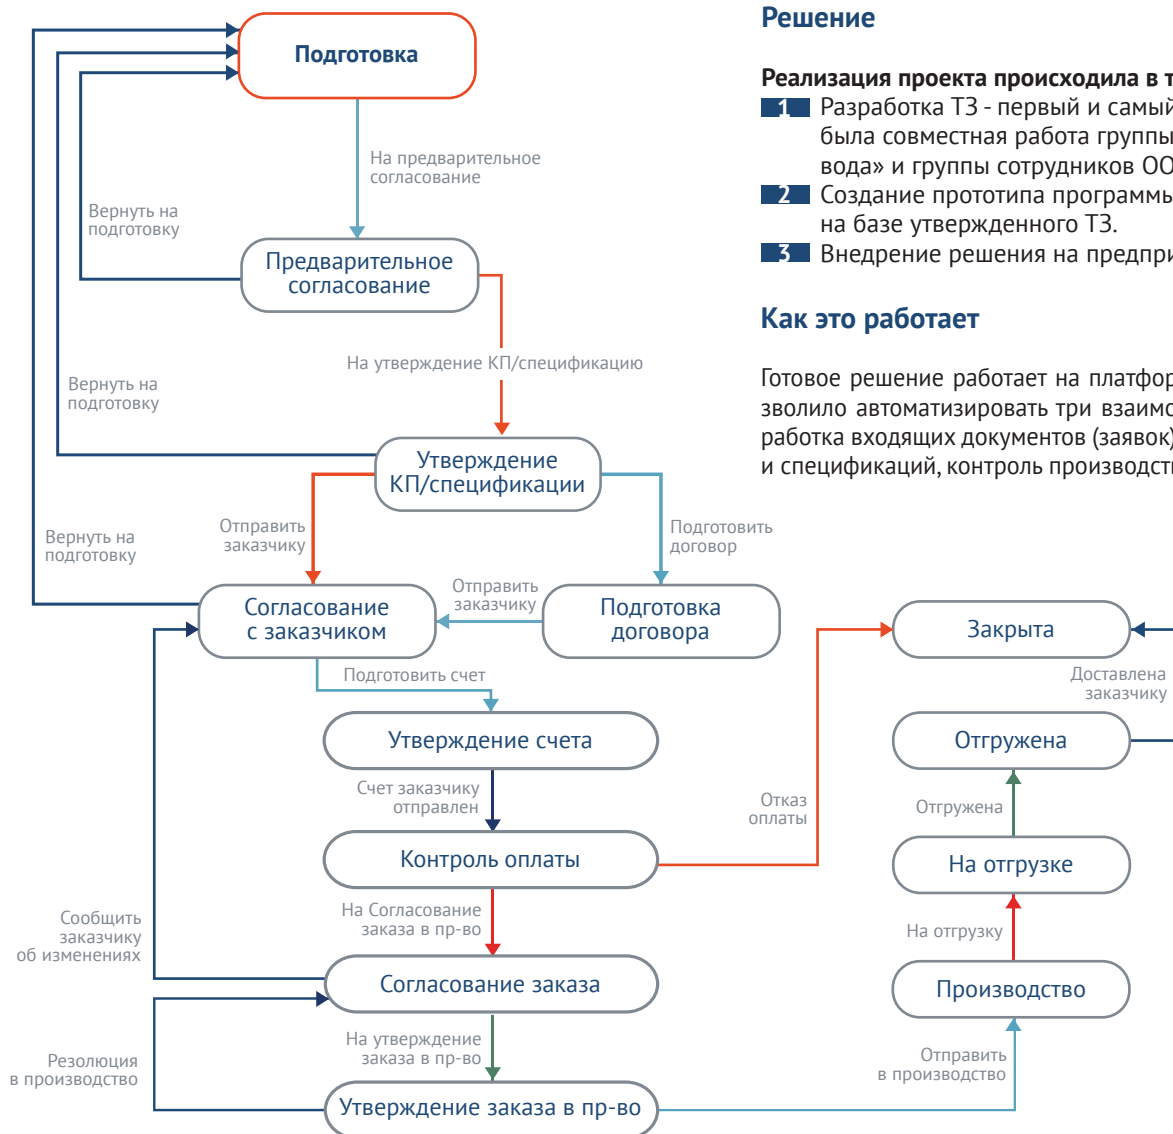 Подготовка
На предварительное
согласование
Вернуть на
подготовку
Предварительное
согласование
На утверждение КП/спецификацию
Вернуть на
подготовку
Утверждение
КП/спецификации
Отправить
заказчику
Подготовить
договор
Вернуть на
подготовку
Согласование
с заказчиком
Отправить
заказчику
Подготовка
договора
Подготовить счет
Утверждение счета
Счет заказчику
отправлен
Контроль оплаты
Отказ
оплаты
На Согласование
заказа в пр-во
Сообщить
заказчику
об изменениях
Согласование заказа
На утверждение
заказа в пр-во
Резолюция
в производство
Утверждение заказа в пр-во
Отправить
в производство
Производство
На отгрузку
На отгрузке
Отгружена
Отгружена
Доставлена
заказчику
Закрыта
Решение
Реализация проекта происходила в т
1 Разработка ТЗ - первый и самый
была совместная работа группы
вода» и группы сотрудников ОО
2 Создание прототипа программы
на базе утвержденного ТЗ.
3 Внедрение решения на предпри
Как это работает
Готовое решение работает на платфор
зволило автоматизировать три взаимо
работка входящих документов (заявок)
и спецификаций, контроль производст